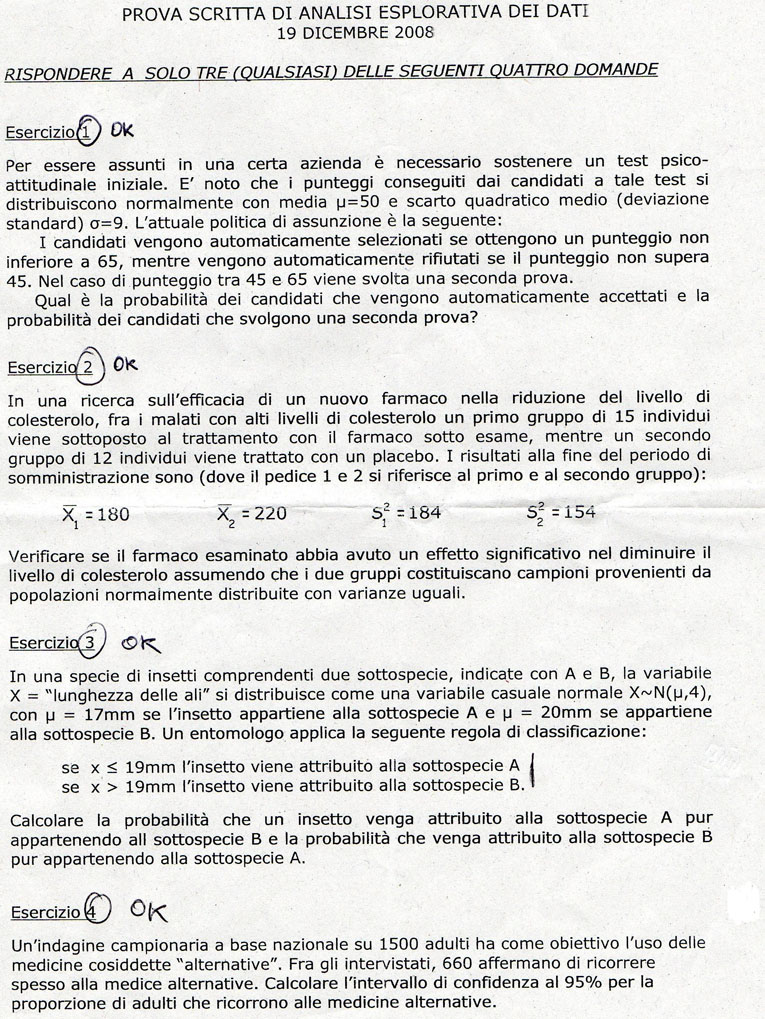 PROVA SCRITTA DI ANALISI ESPLORATIVA DEI DATI
19 DICEMBRE 2008
RISPONDERE A SOLO TRE (QUALSIASI) DELLE SEGUENTI QUATTRO DOMANDE
Esercizio 1 OK
Per essere assunti in una certa azienda è necessario sostenere un test psico-
attitudinale iniziale. E' noto che i punteggi conseguiti dai candidati a tale test si
distribuiscono normalmente con media μ=50 e scarto quadratico medio (deviazione
standard) σ=9. L'attuale politica di assunzione è la seguente:
I candidati vengono automaticamente selezionati se ottengono un punteggio non
inferiore a 65, mentre vengono automaticamente rifiutati se il punteggio non supera
45. Nel caso di punteggio tra 45 e 65 viene svolta una seconda prova.
Qual è la probabilità dei candidati che vengono automaticamente accettati e la
probabilità dei candidati che svolgono una seconda prova?
Esercizio 2 OK
In una ricerca sull'efficacia di un nuovo farmaco nella riduzione del livello di
colesterolo, fra i malati con alti livelli di colesterolo un primo gruppo di 15 individui
viene sottoposto al trattamento con il farmaco sotto esame, mentre un secondo
gruppo di 12 individui viene trattato con un placebo. I risultati alla fine del periodo di
somministrazione sono (dove il pedice 1 e 2 si riferisce al primo e al secondo gruppo):
X̅₁ = 180 X̅₂ = 220 S₁² = 184 S₂² = 154
Verificare se il farmaco esaminato abbia avuto un effetto significativo nel diminuire il
livello di colesterolo assumendo che i due gruppi costituiscano campioni provenienti da
popolazioni normalmente distribuite con varianze uguali.
Esercizio 3 OK
In una specie di insetti comprendenti due sottospecie, indicate con A e B, la variabile
X = "lunghezza delle ali" si distribuisce come una variabile casuale normale X~N(μ,4),
con μ = 17mm se l'insetto appartiene alla sottospecie A e μ = 20mm se appartiene
alla sottospecie B. Un entomologo applica la seguente regola di classificazione:
se x ≤ 19mm l'insetto viene attribuito alla sottospecie A
se x > 19mm l'insetto viene attribuito alla sottospecie B.
Calcolare la probabilità che un insetto venga attribuito alla sottospecie A pur
appartenendo all sottospecie B e la probabilità che venga attribuito alla sottospecie B
pur appartenendo alla sottospecie A.
Esercizio 4 OK
Un'indagine campionaria a base nazionale su 1500 adulti ha come obiettivo l'uso delle
medicine cosiddette "alternative". Fra gli intervistati, 660 affermano di ricorrere
spesso alla medice alternative. Calcolare l'intervallo di confidenza al 95% per la
proporzione di adulti che ricorrono alle medicine alternative.